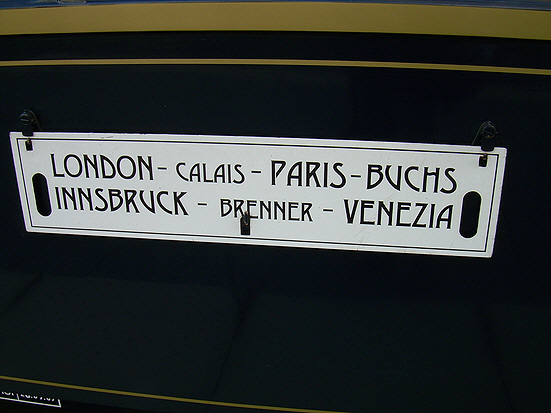 LONDON - CALAIS - PARIS - BUCHS
INNSBRUCK - BRENNER - VENEZIA